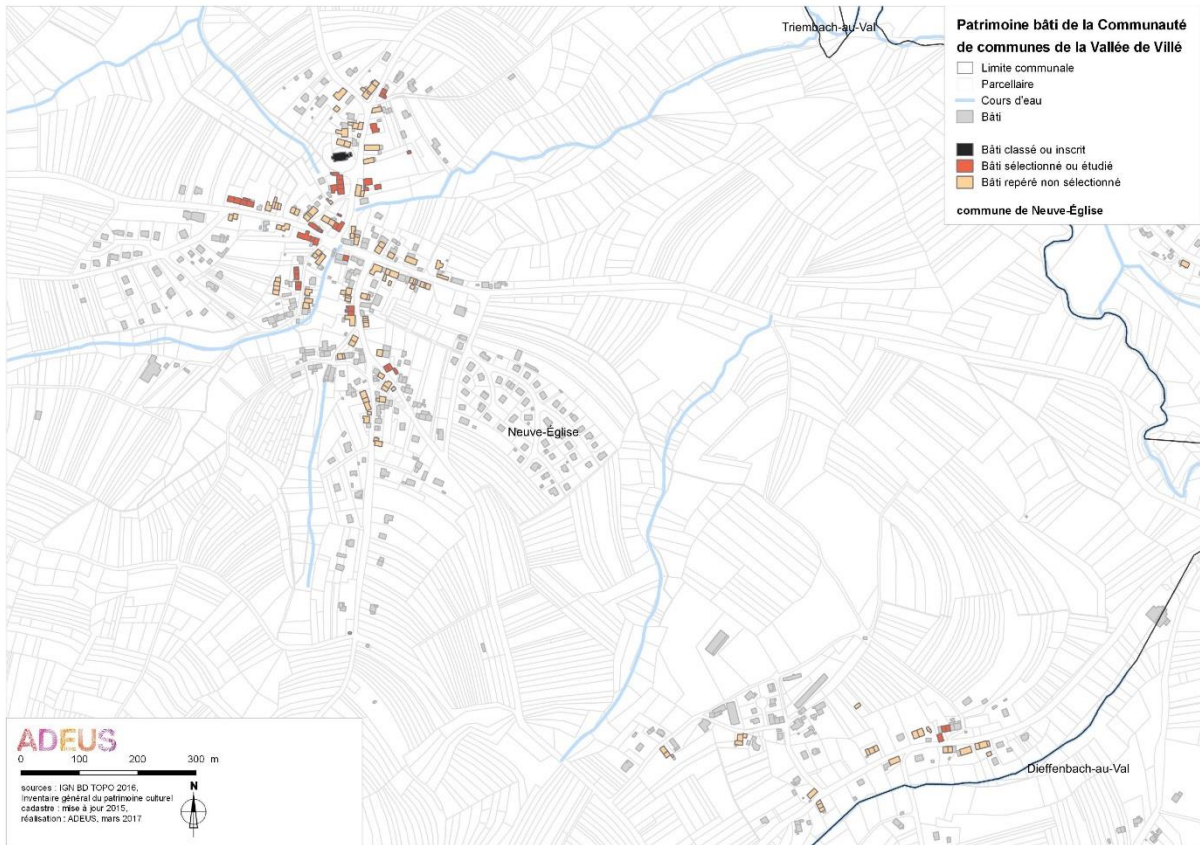 Triembach-au-Val
Patrimoine bâti de la Communauté
de communes de la Vallée de Villé
Limite communale
Parcellaire
Cours d'eau
Bâti
Bâti classé ou inscrit
Bâti sélectionné ou étudié
Bâti repéré non sélectionné
commune de Neuve-Église
Neuve-Église
Dieffenbach-au-Val
ADEUS
0 100 200 300 m
sources : IGN BD TOPO 2016,
Inventaire général du patrimoine culturel
cadastre : mise à jour 2015,
réalisation : ADEUS, mars 2017
N